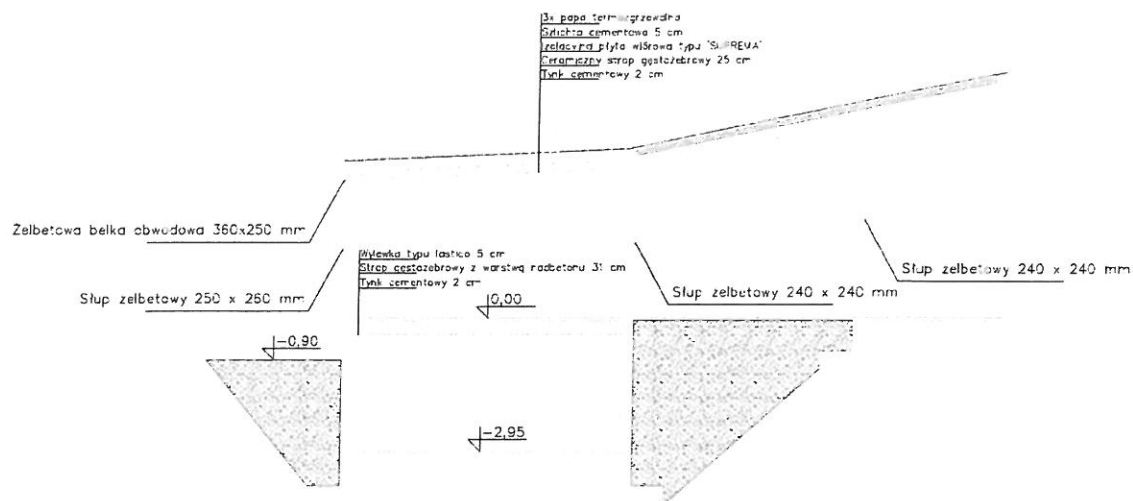 3x papa termozgrzewalna
Szlichta cementowa 5 cm
Izolacyjna płyta wiórowa typu "SUPREMA"
Ceramiczny strop gęstożebrowy 25 cm
Tynk cementowy 2 cm
Żelbetowa belka obwodowa 360x250 mm
Wylewka typu lastico 5 cm
Strop gęstożebrowy z warstwą nadbetonu 31 cm
Tynk cementowy 2 cm
Słup żelbetowy 240 x 240 mm
Słup zelbetowy 250 x 260 mm
Słup żelbetowy 240 x 240 mm
0,00
-0,90
-2,95